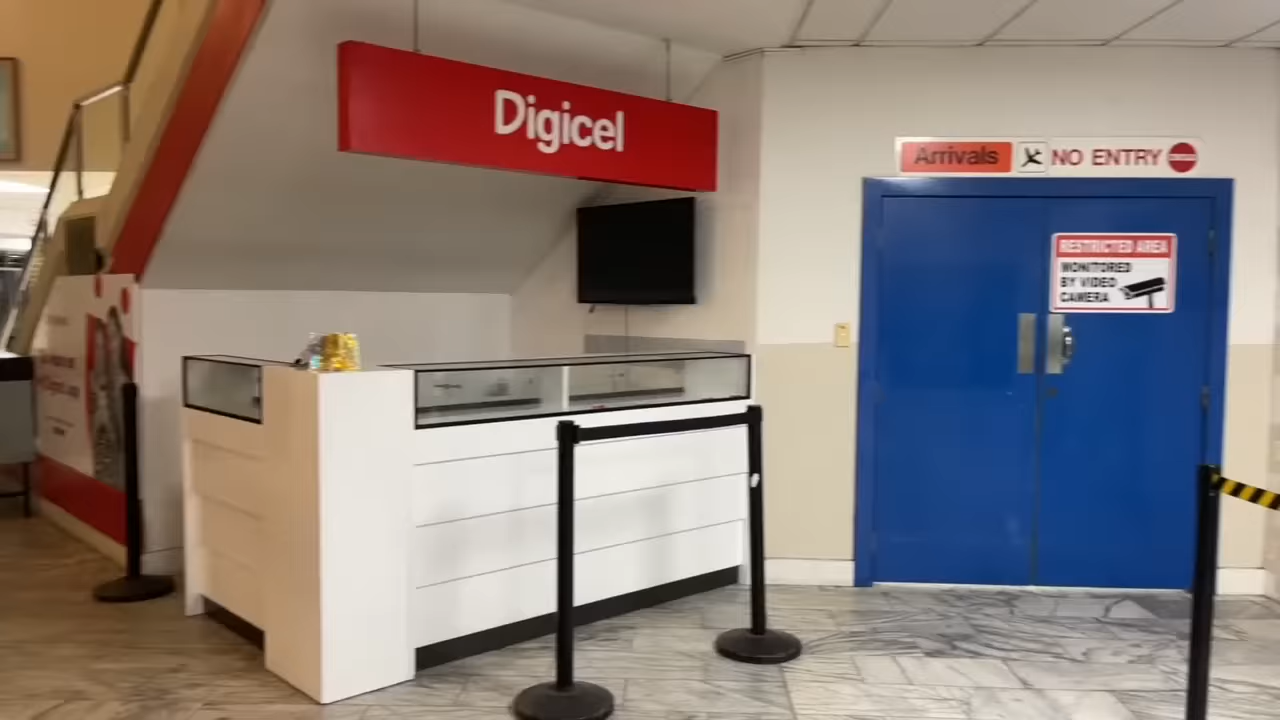 Digicel
Arrivals NO ENTRY
RESTRICTED AREA
MONITORED
BY VIDEO
CAMERA